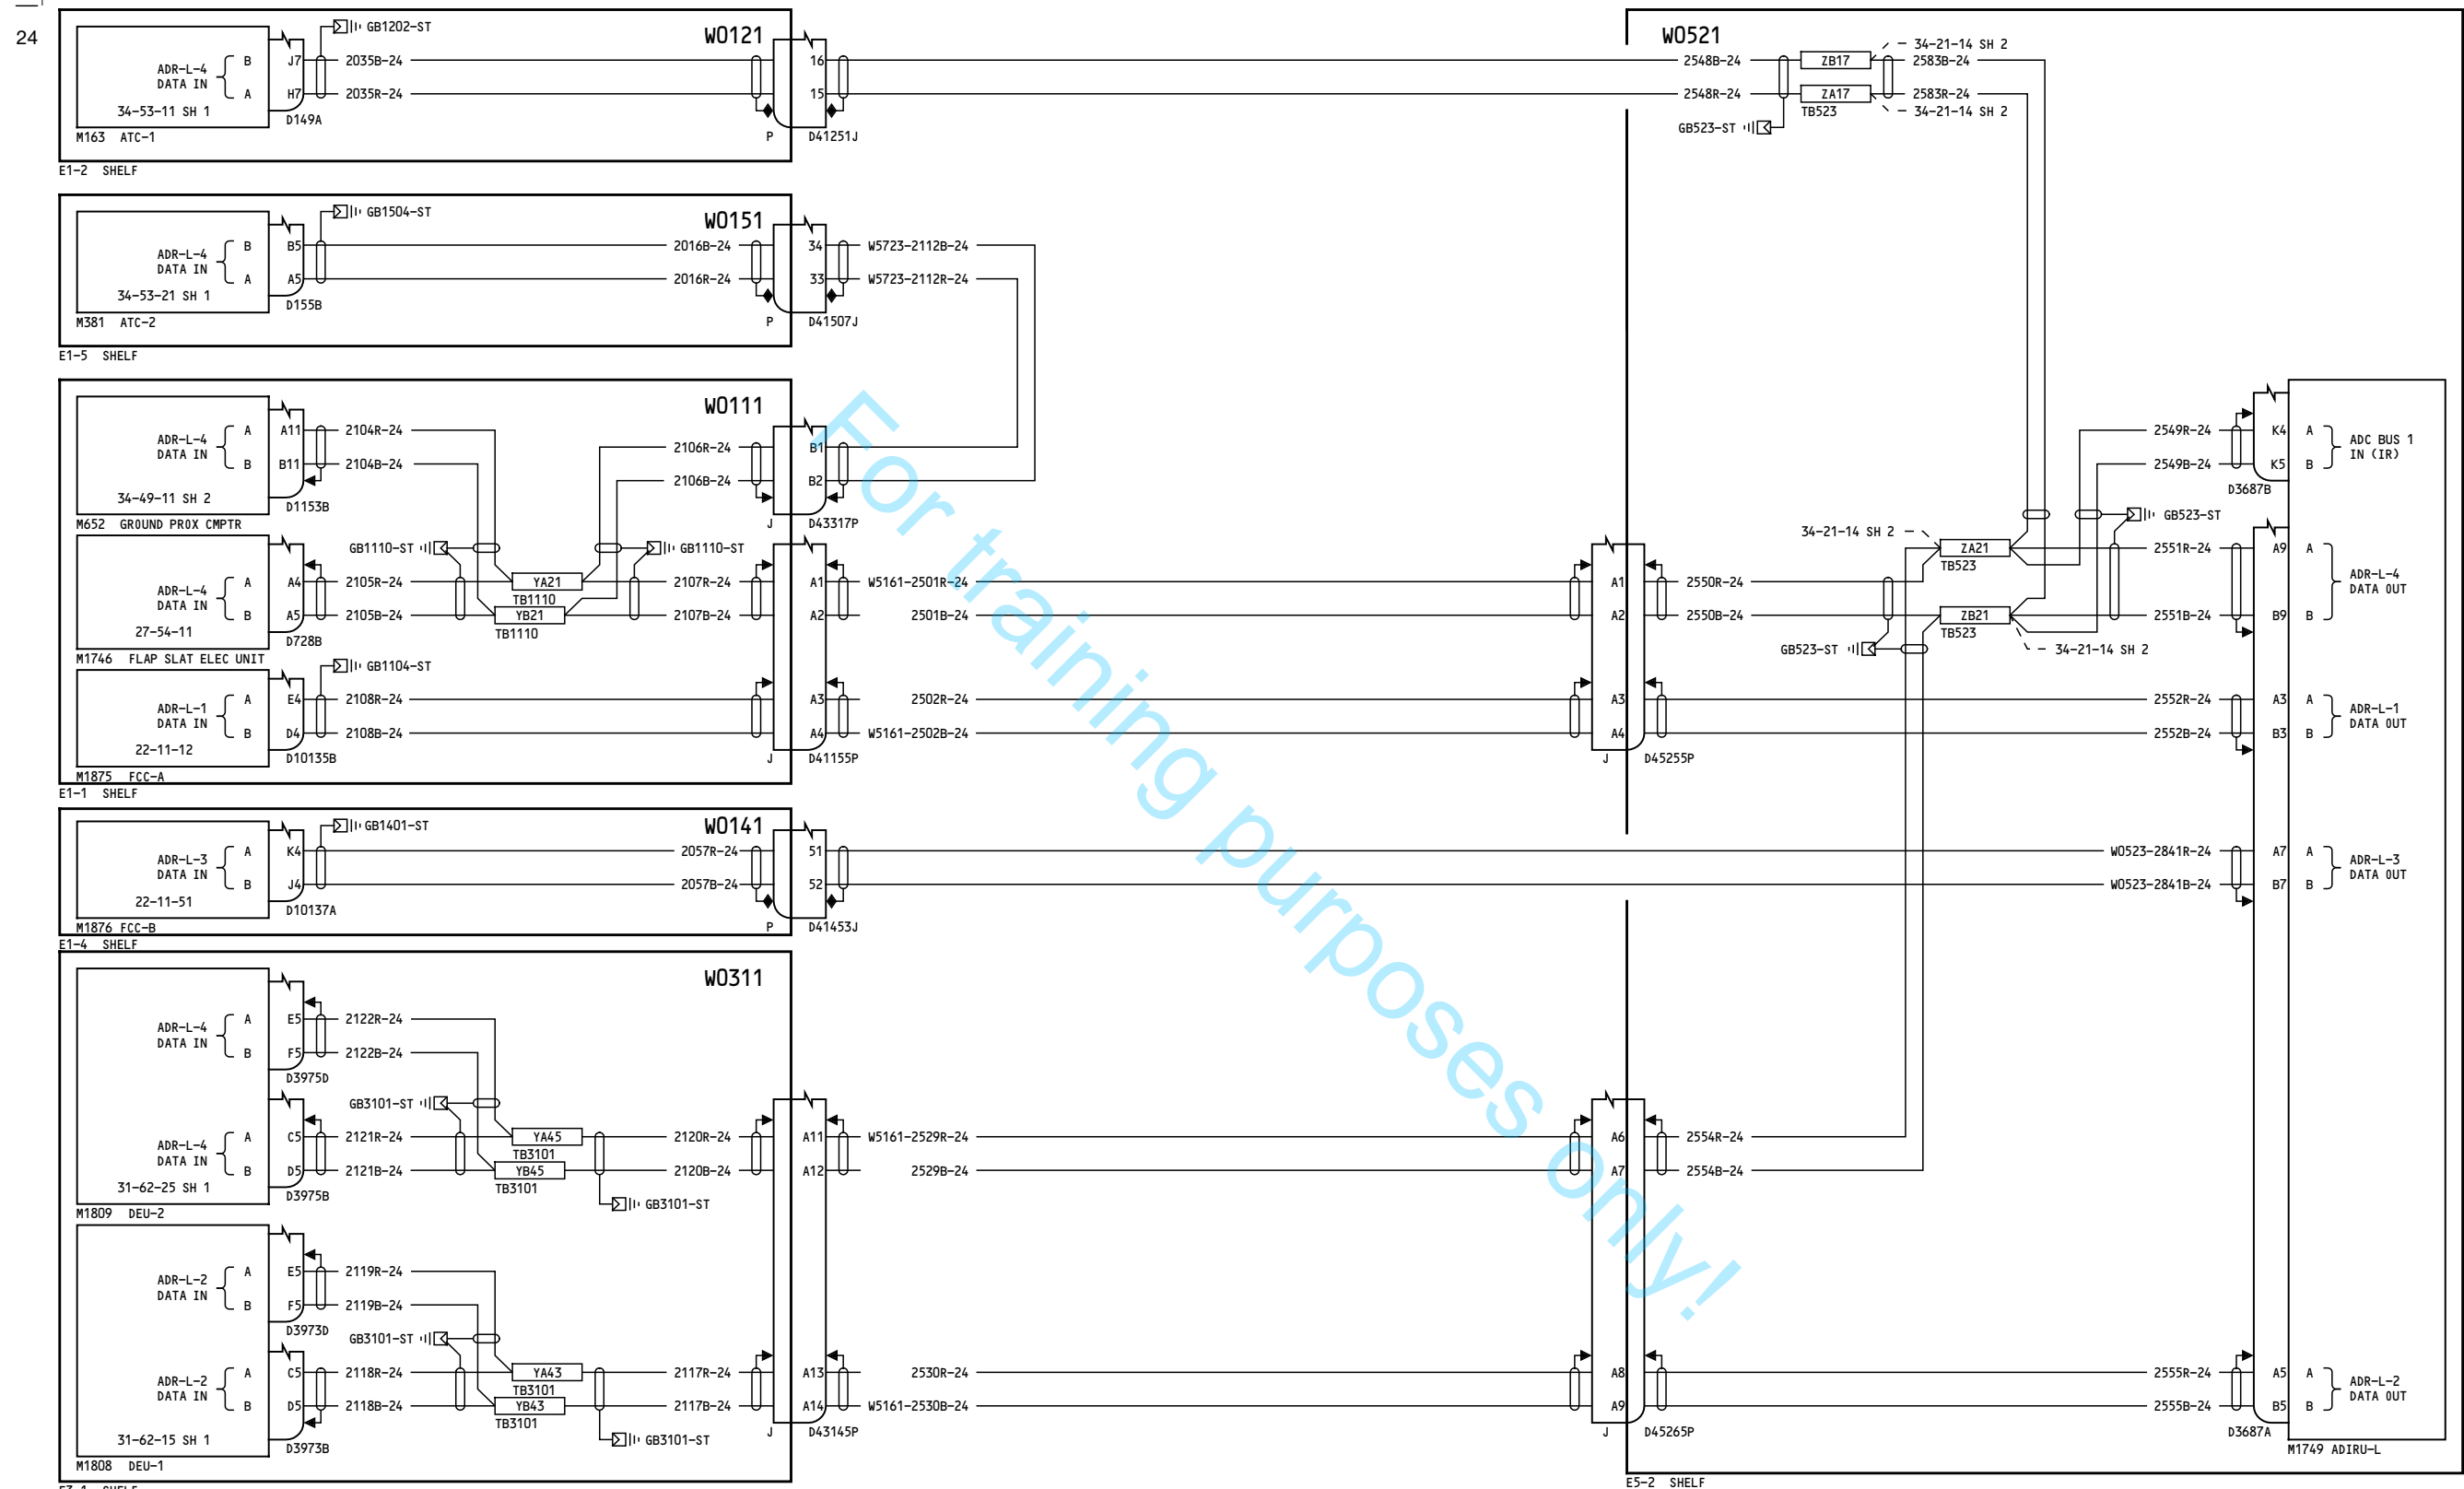 24
W0121
GB1202-ST
ADR-L-4
DATA IN
B J7 2035B-24 16
A H7 2035R-24 15
34-53-11 SH 1
D149A
M163 ATC-1
P D41251J
E1-2 SHELF
W0521
2548B-24 ZB17 2583B-24
34-21-14 SH 2
2548R-24 ZA17 2583R-24
TB523
34-21-14 SH 2
GB523-ST
W0151
GB1504-ST
ADR-L-4
DATA IN
B B5 2016B-24 34 W5723-2112B-24
A A5 2016R-24 33 W5723-2112R-24
34-53-21 SH 1
D155B
M381 ATC-2
P D41507J
E1-5 SHELF
W0111
ADR-L-4
DATA IN
A A11 2104R-24
B B11 2104B-24
34-49-11 SH 2
D1153B
M652 GROUND PROX CMPTR
2106R-24 B1
2106B-24 B2
J D43317P
GB1110-ST
GB1110-ST
ADR-L-4
DATA IN
A A4 2105R-24 YA21 2107R-24 A1 W5161-2501R-24 A1 2550R-24
TB1110
B A5 2105B-24 YB21 2107B-24 A2 2501B-24 A2 2550B-24
TB1110
27-54-11
D728B
M1746 FLAP SLAT ELEC UNIT
GB1104-ST
ADR-L-1
DATA IN
A E4 2108R-24 A3 2502R-24 A3 2552R-24 A3 A
B D4 2108B-24 A4 W5161-2502B-24 A4 2552B-24 B3 B
ADR-L-1
DATA OUT
22-11-12
D10135B
M1875 FCC-A
J D41155P
J D45255P
E1-1 SHELF
2549R-24 K4 A
2549B-24 K5 B
ADC BUS 1
IN (IR)
D3687B
GB523-ST
34-21-14 SH 2
ZA21
TB523
2551R-24 A9 A
ZB21
TB523
2551B-24 B9 B
ADR-L-4
DATA OUT
GB523-ST
34-21-14 SH 2
W0141
GB1401-ST
ADR-L-3
DATA IN
A K4 2057R-24 51 W0523-2841R-24 A7 A
B J4 2057B-24 52 W0523-2841B-24 B7 B
ADR-L-3
DATA OUT
22-11-51
D10137A
M1876 FCC-B
P D41453J
E1-4 SHELF
W0311
ADR-L-4
DATA IN
A E5 2122R-24
B F5 2122B-24
D3975D
GB3101-ST
ADR-L-4
DATA IN
A C5 2121R-24 YA45 2120R-24 A11 W5161-2529R-24 A6 2554R-24
TB3101
B D5 2121B-24 YB45 2120B-24 A12 2529B-24 A7 2554B-24
TB3101
31-62-25 SH 1
D3975B
GB3101-ST
M1809 DEU-2
ADR-L-2
DATA IN
A E5 2119R-24
B F5 2119B-24
D3973D
GB3101-ST
ADR-L-2
DATA IN
A C5 2118R-24 YA43 2117R-24 A13 2530R-24 A8 2555R-24 A5 A
TB3101
B D5 2118B-24 YB43 2117B-24 A14 W5161-2530B-24 A9 2555B-24 B5 B
TB3101
ADR-L-2
DATA OUT
31-62-15 SH 1
D3973B
GB3101-ST
J D43145P
J D45265P
D3687A
M1749 ADIRU-L
M1808 DEU-1
E5-2 SHELF
For training purposes only!